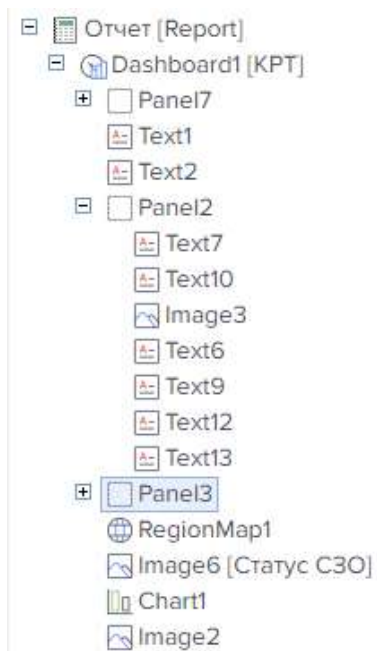 Отчет [Report]
Dashboard1 [КРТ]
Panel7
Text1
Text2
Panel2
Text7
Text10
Image3
Text6
Text9
Text12
Text13
Panel3
RegionMap1
Image6 [Статус СЗО]
Chart1
Image2